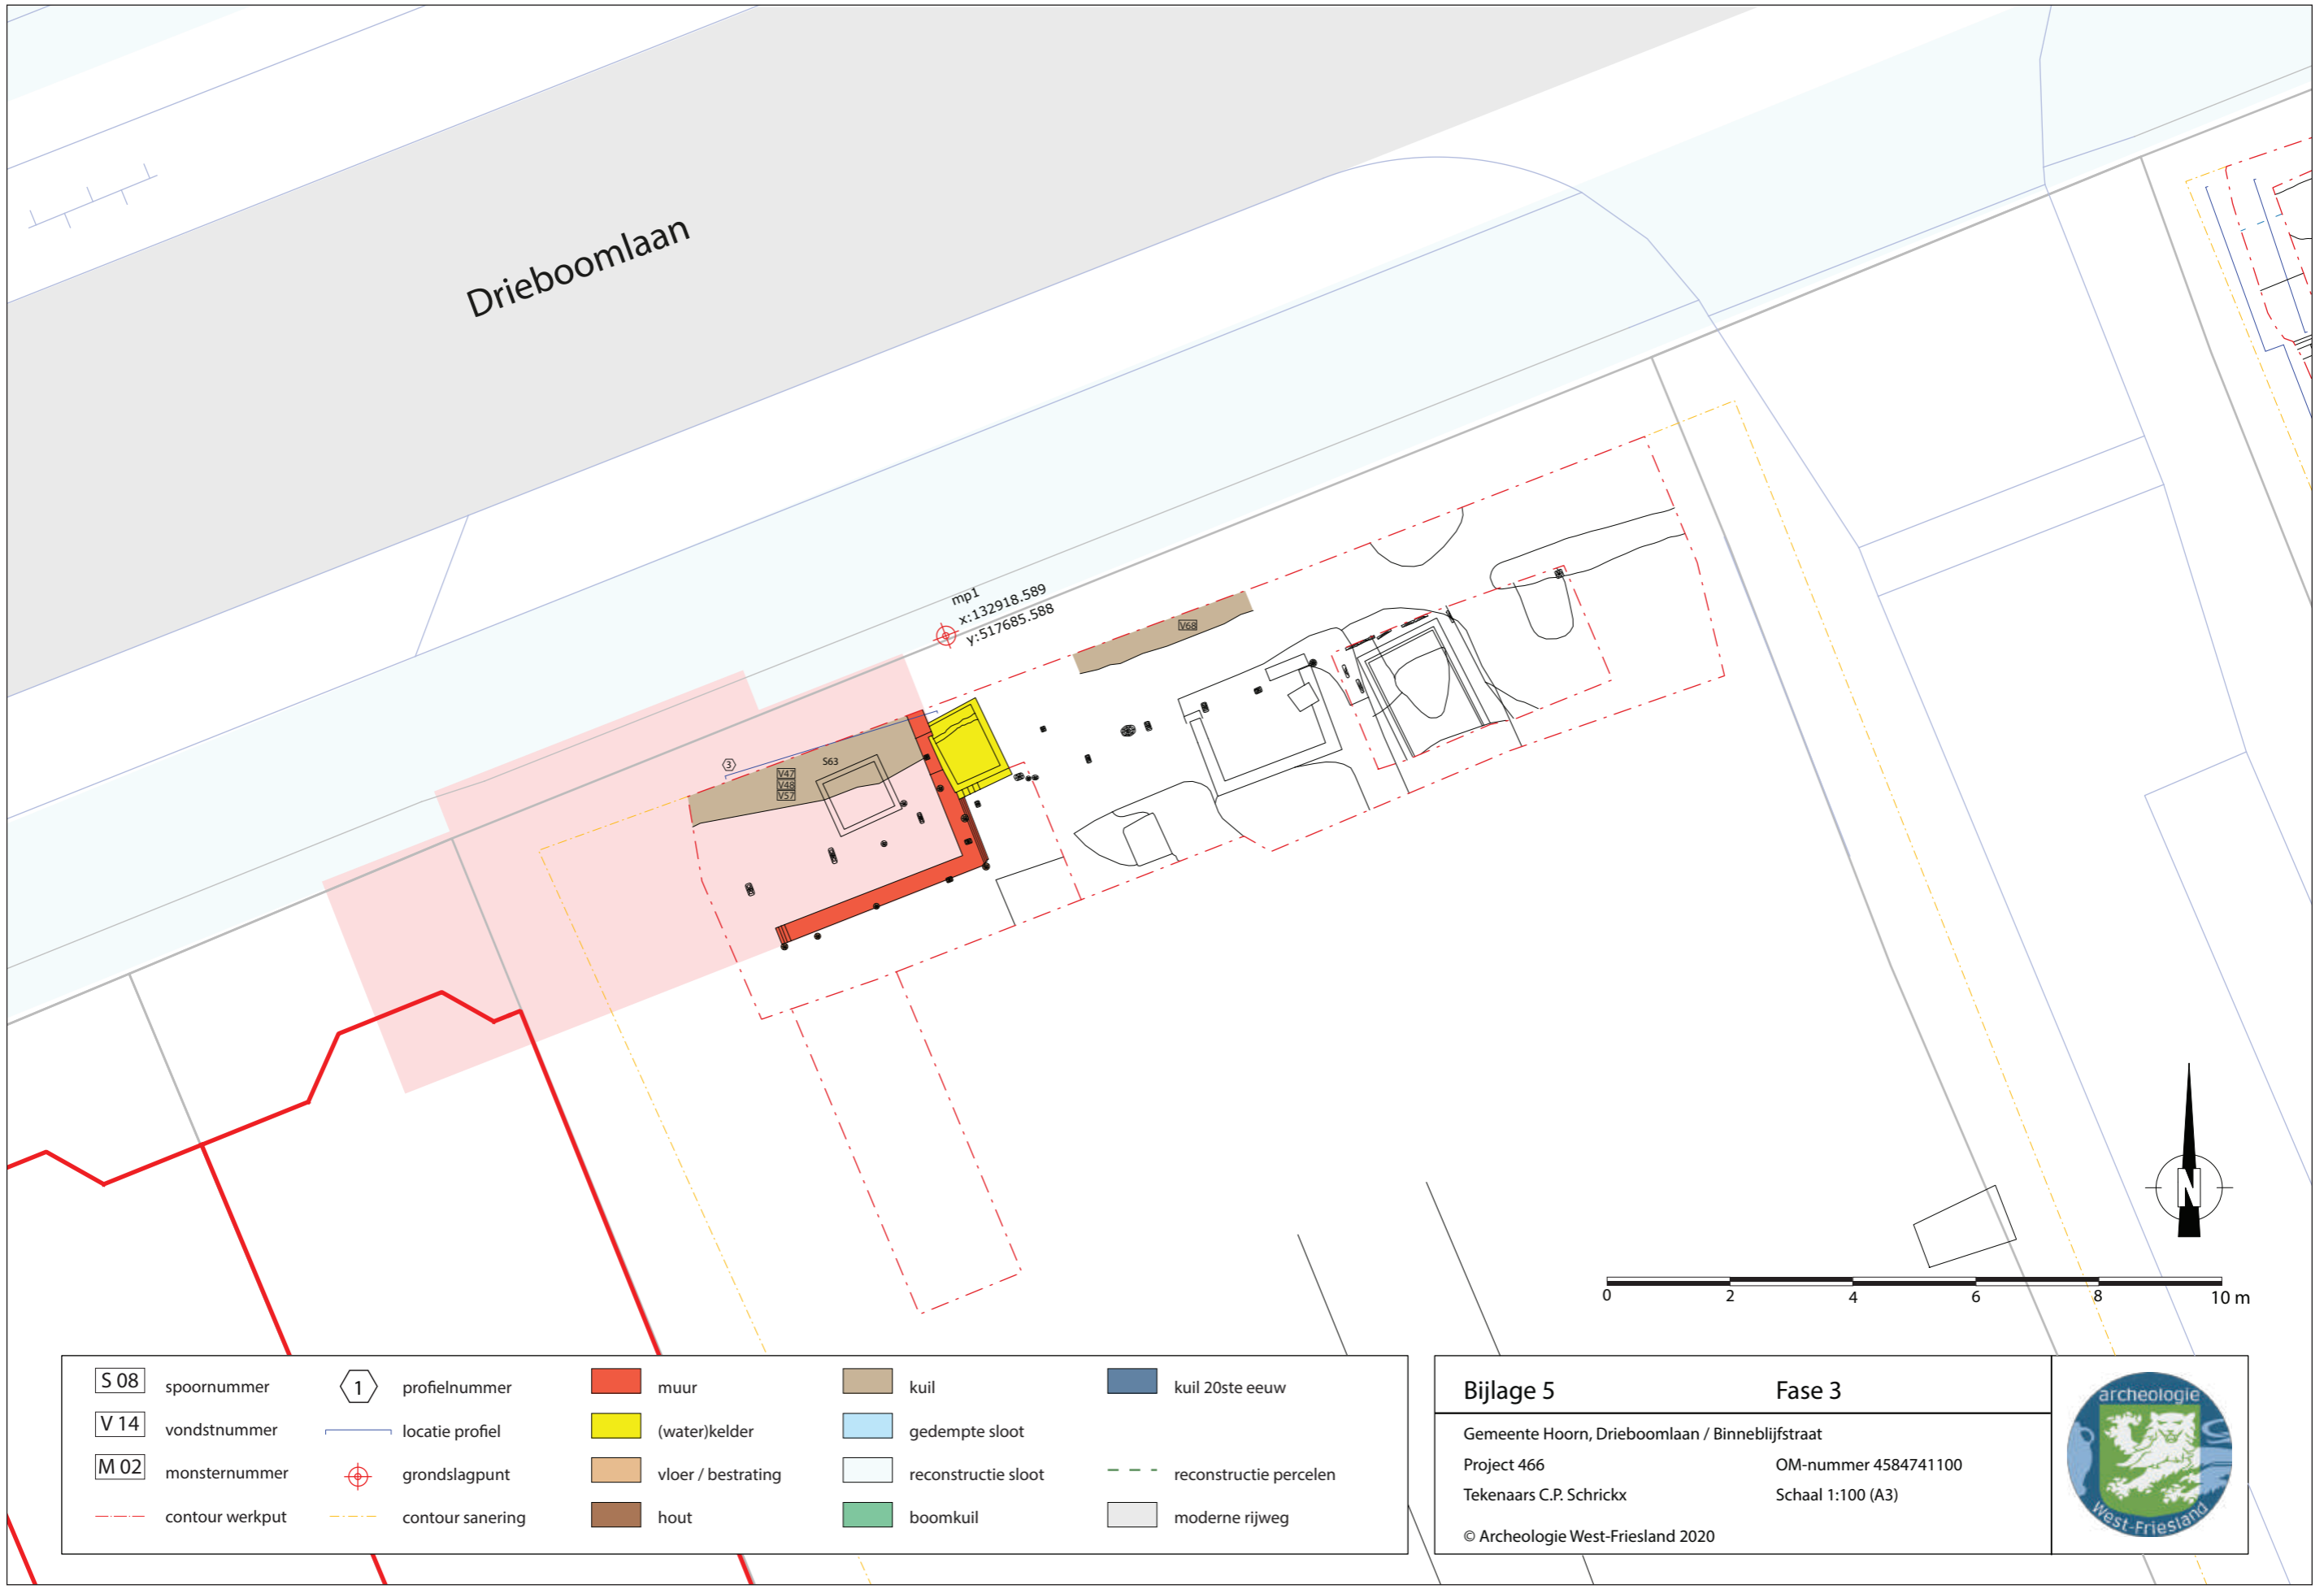 Drieboomlaan
mp1
x:132918.589
y:517685.588
V68
3
S63
V47
V48
V57
N
0 2 4 6 8 10 m
S 08 spoornummer
V 14 vondstnummer
M 02 monsternummer
contour werkput
1 profielnummer
locatie profiel
grondslagpunt
contour sanering
muur
(water)kelder
vloer / bestrating
hout
kuil
gedempte sloot
reconstructie sloot
boomkuil
kuil 20ste eeuw
reconstructie percelen
moderne rijweg
Bijlage 5 Fase 3
Gemeente Hoorn, Drieboomlaan / Binneblijfstraat
Project 466 OM-nummer 4584741100
Tekenaars C.P. Schrickx Schaal 1:100 (A3)
© Archeologie West-Friesland 2020
archeologie
West-Friesland